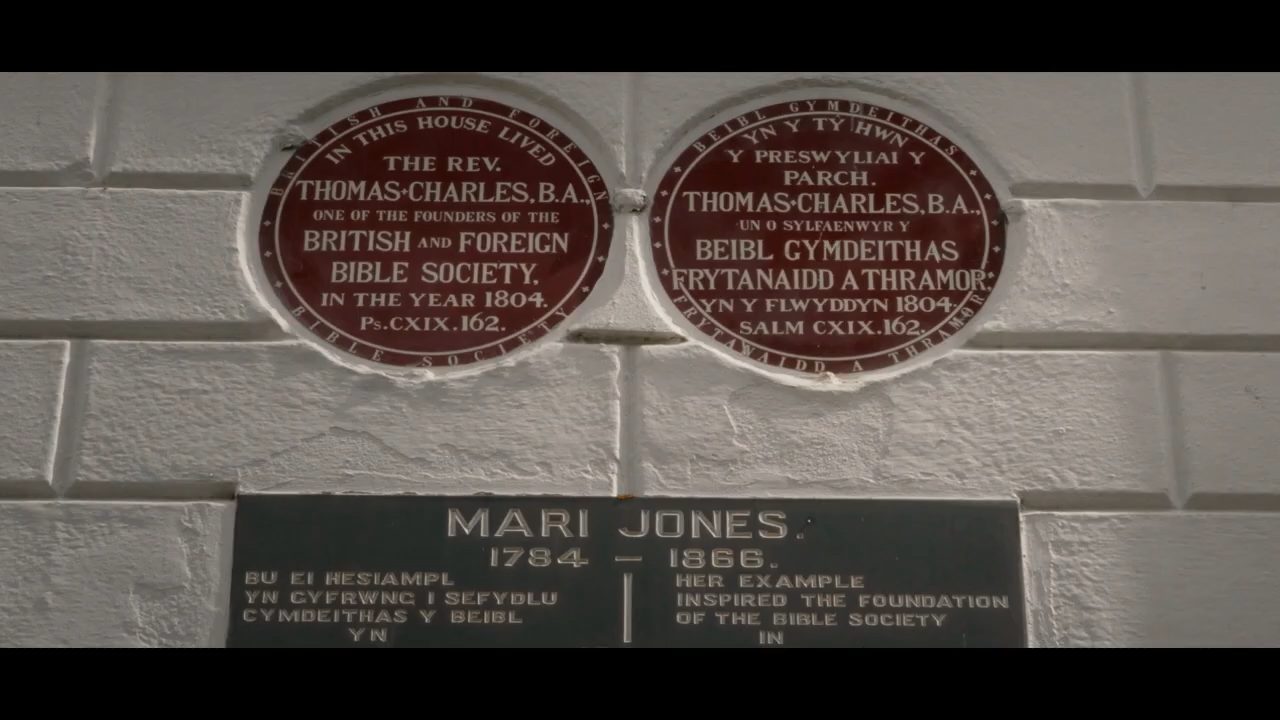 BRITISH AND FOREIGN
IN THIS HOUSE LIVED
THE REV.
THOMAS·CHARLES, B.A.,
ONE OF THE FOUNDERS OF THE
BRITISH AND FOREIGN
BIBLE SOCIETY,
IN THE YEAR 1804.
Ps. CXIX. 162.
BIBLE SOCIETY
BEIBL GYMDEITHAS
YN Y TŶ HWN
Y PRESWYLIAI Y
PARCH.
THOMAS·CHARLES, B.A.,
UN O SYLFAENWYR Y
BEIBL GYMDEITHAS
FRYTANAIDD A THRAMOR.
YN Y FLWYDDYN 1804.
SALM CXIX. 162.
FRYTAWAIDD A THRAMOR
MARI JONES.
1784 — 1866.
BU EI HESIAMPL
YN GYFRWNG I SEFYDLU
CYMDEITHAS Y BEIBL
YN
HER EXAMPLE
INSPIRED THE FOUNDATION
OF THE BIBLE SOCIETY
IN